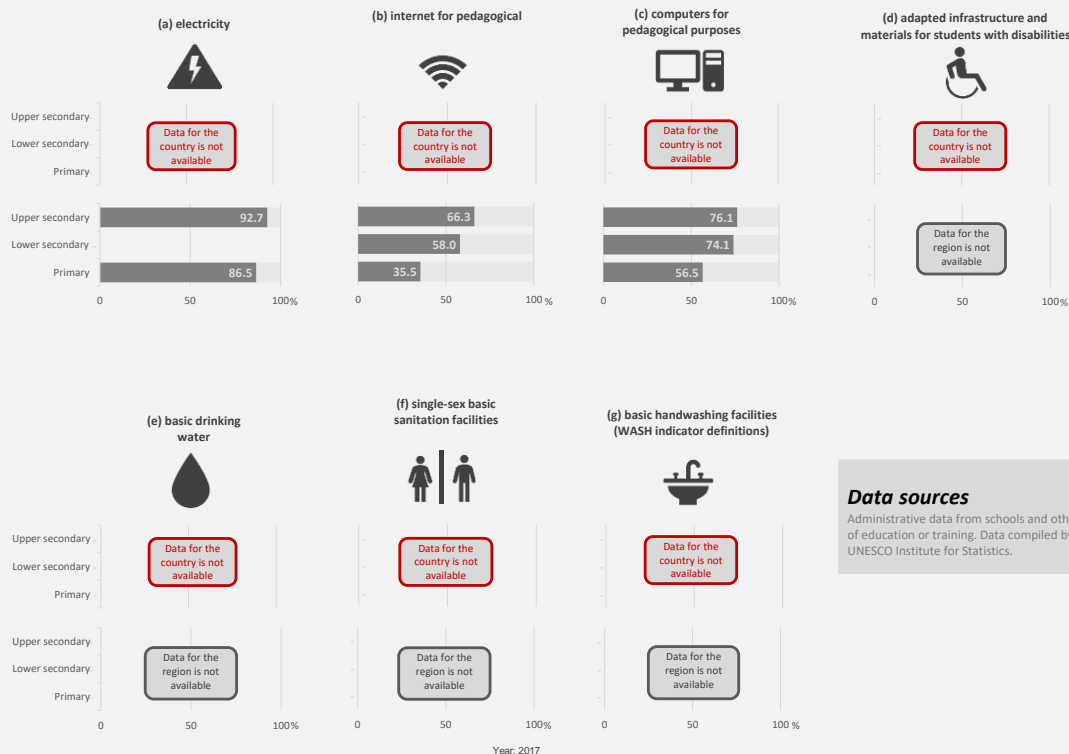 (a) electricity
(b) internet for pedagogical
(c) computers for
pedagogical purposes
(d) adapted infrastructure and
materials for students with disabilities
Upper secondary
Lower secondary
Primary
Data for the
country is not
available
Data for the
country is not
available
Data for the
country is not
available
Data for the
country is not
available
Upper secondary
Lower secondary
Primary
92.7
86.5
0 50 100%
66.3
58.0
35.5
0 50 100 %
76.1
74.1
56.5
0 50 100%
Data for the
region is not
available
0 50 100 %
(e) basic drinking
water
(f) single-sex basic
sanitation facilities
(g) basic handwashing facilities
(WASH indicator definitions)
Upper secondary
Lower secondary
Primary
Data for the
country is not
available
Data for the
country is not
available
Data for the
country is not
available
Upper secondary
Lower secondary
Primary
Data for the
region is not
available
Data for the
region is not
available
Data for the
region is not
available
0 50 100%
0 50 100 %
0 50 100 %
Year: 2017
Data sources
Administrative data from schools and oth
of education or training. Data compiled by
UNESCO Institute for Statistics.